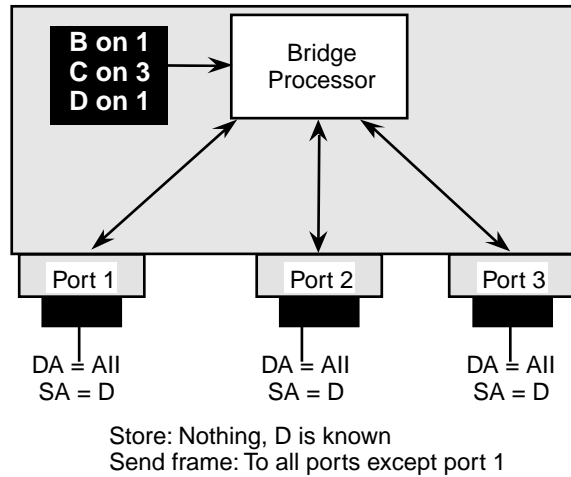 B on 1
C on 3
D on 1
Bridge
Processor
Port 1
Port 2
Port 3
DA = All
SA = D
DA = All
SA = D
DA = All
SA = D
Store: Nothing, D is known
Send frame: To all ports except port 1